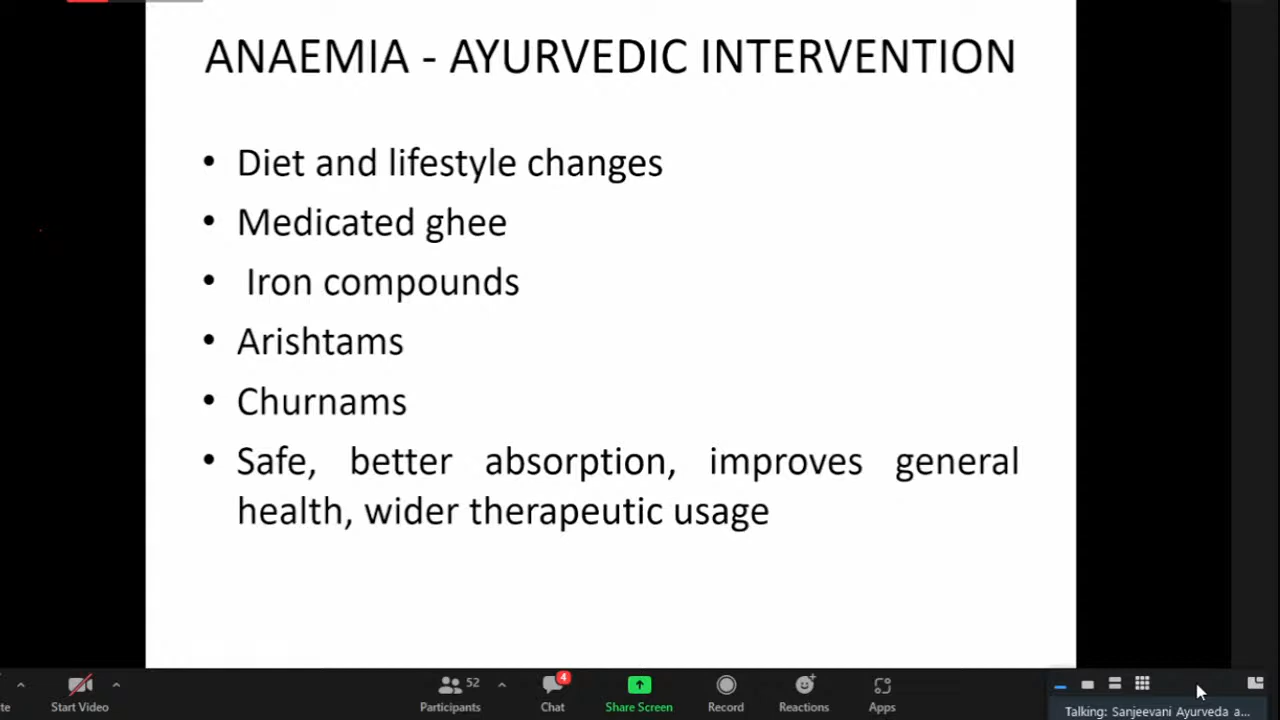 ANAEMIA - AYURVEDIC INTERVENTION
• Diet and lifestyle changes
• Medicated ghee
• Iron compounds
• Arishtams
• Churnams
• Safe, better absorption, improves general
health, wider therapeutic usage
te
Start Video
52
Participants
4
Chat
Share Screen
Record
Reactions
Apps
Talking: Sanjeevani Ayurveda a...